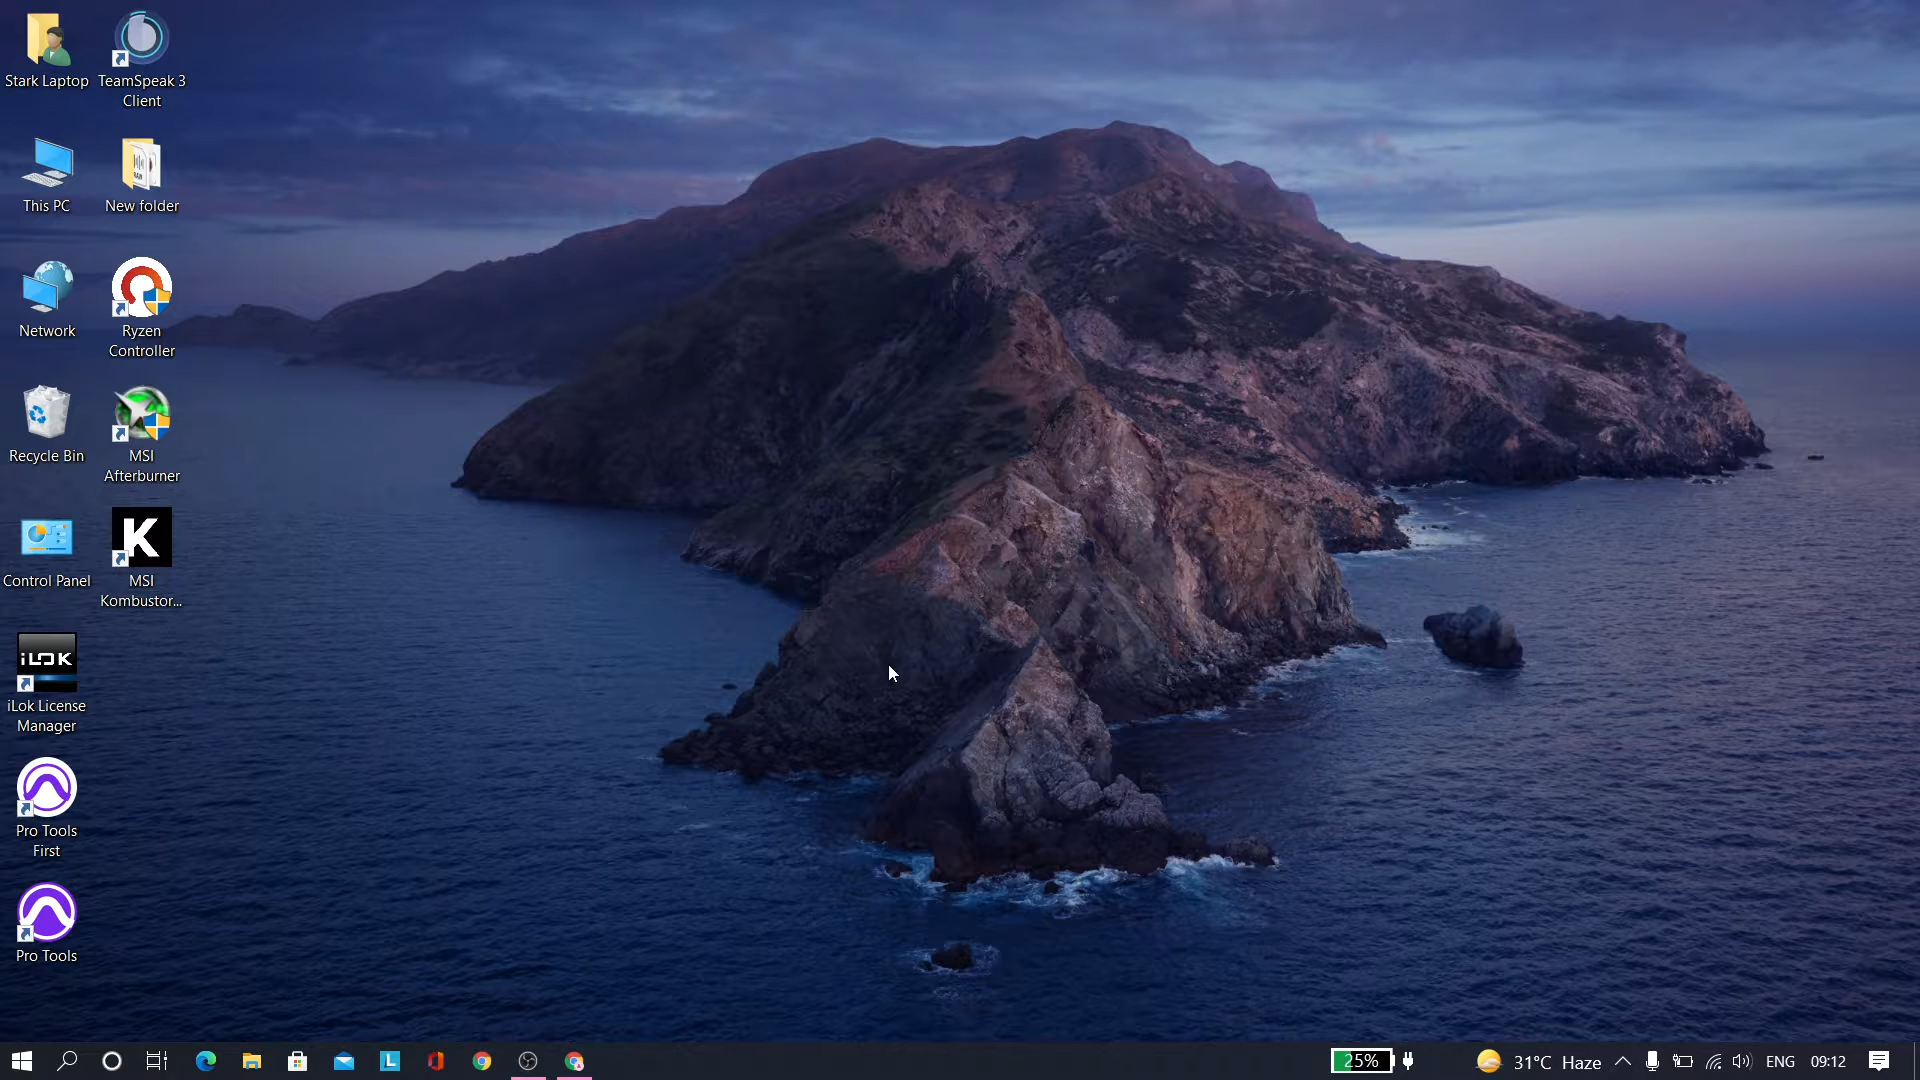 Stark Laptop
TeamSpeak 3
Client
This PC
New folder
Network
Ryzen
Controller
Recycle Bin
MSI
Afterburner
Control Panel
K
MSI
Kombustor...
iLOK
iLok License
Manager
Pro Tools
First
Pro Tools
L
25%
31°C Haze
ENG
09:12